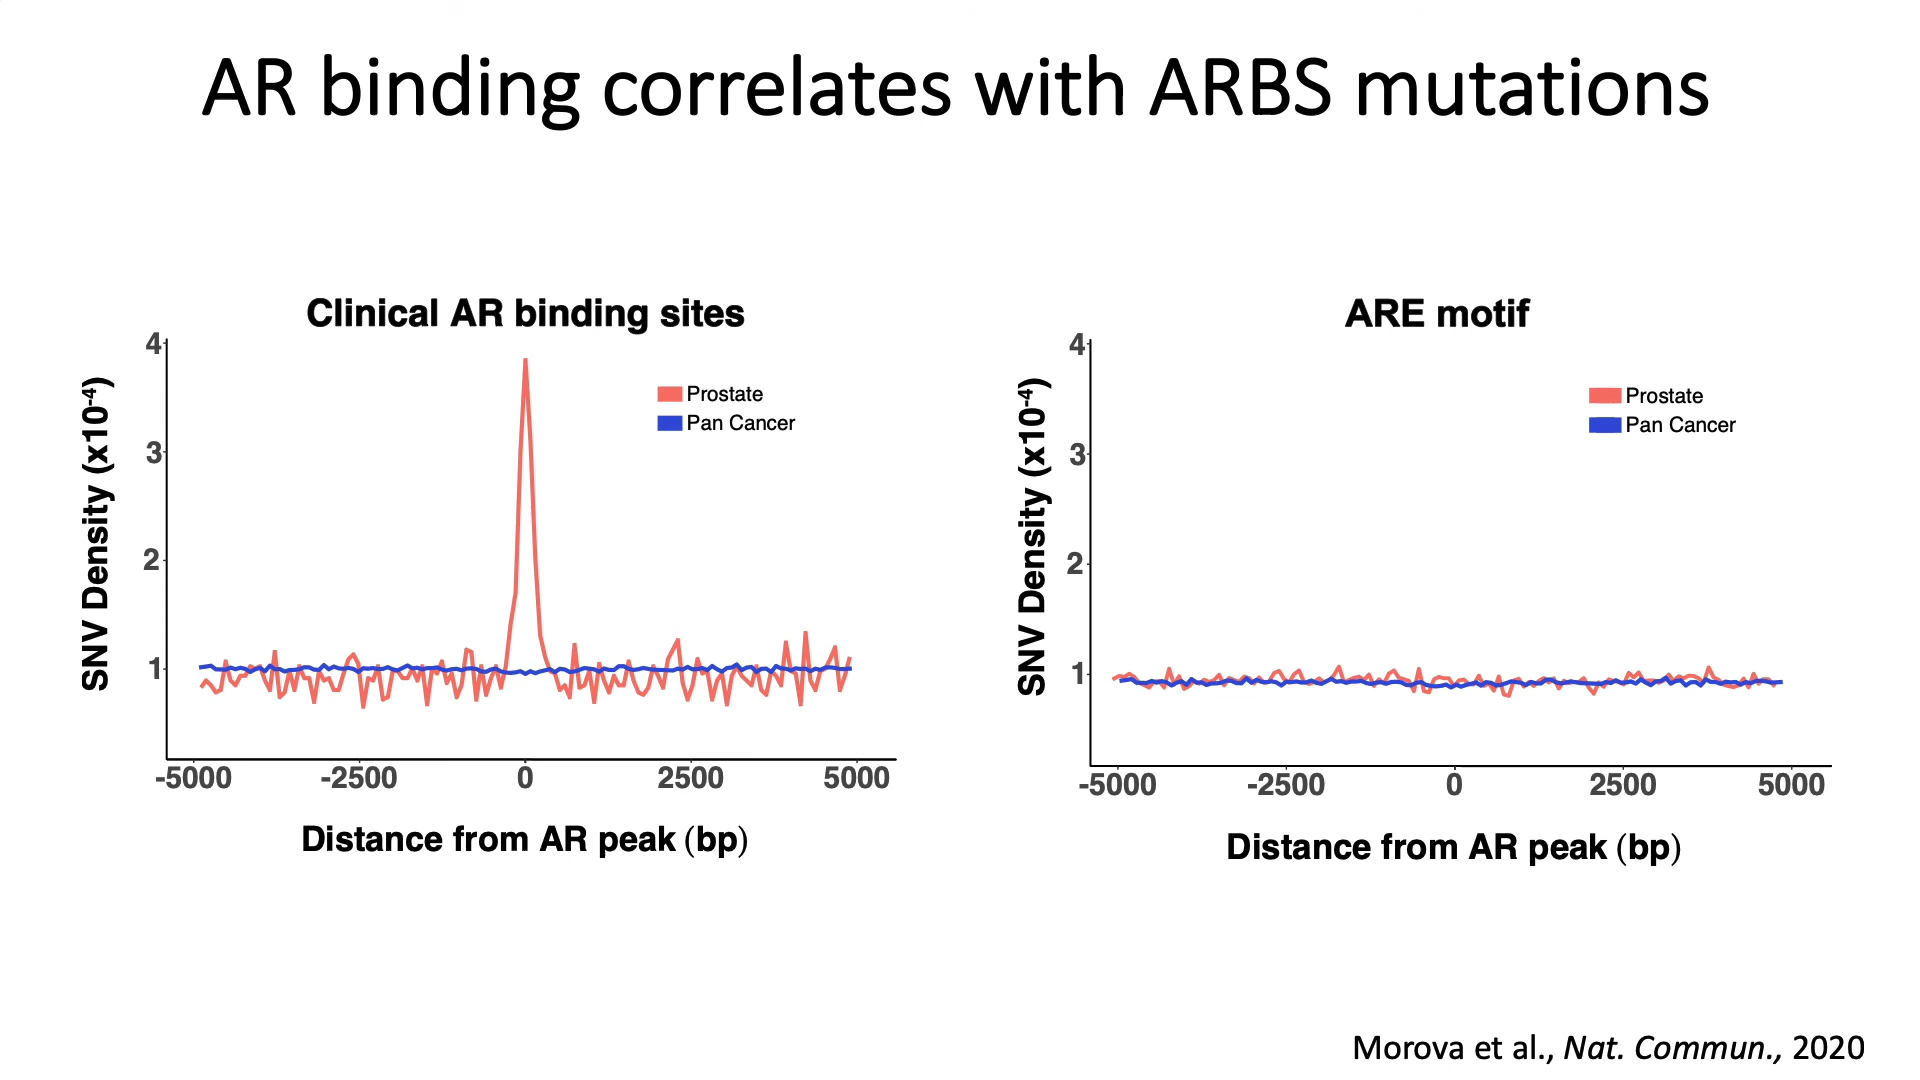 AR binding correlates with ARBS mutations
Clinical AR binding sites
4
3
2
1
SNV Density (x10-4)
Prostate
Pan Cancer
-5000 -2500 0 2500 5000
Distance from AR peak (bp)
ARE motif
4
3
2
1
SNV Density (x10-4)
Prostate
Pan Cancer
-5000 -2500 0 2500 5000
Distance from AR peak (bp)
Morova et al., Nat. Commun., 2020